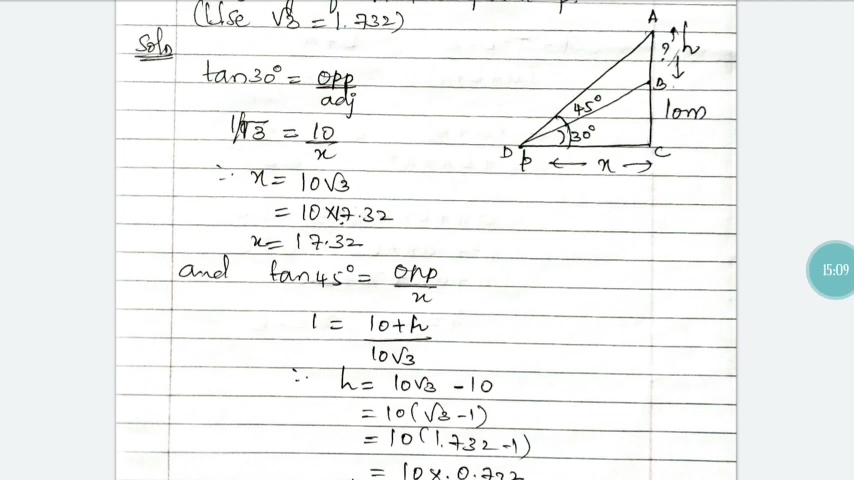 (Use √3 = 1.732)
Soln
tan30° = opp/adj
1/√3 = 10/x
∴ x = 10√3
= 10×17.32
x = 17.32
and tan45° = opp/x
1 = 10+h/10√3
∴ h = 10√3 - 10
= 10(√3 - 1)
= 10(1.732 - 1)
= 10×0.732
A
? h
B
10m
45°
30°
D P x C
15:09